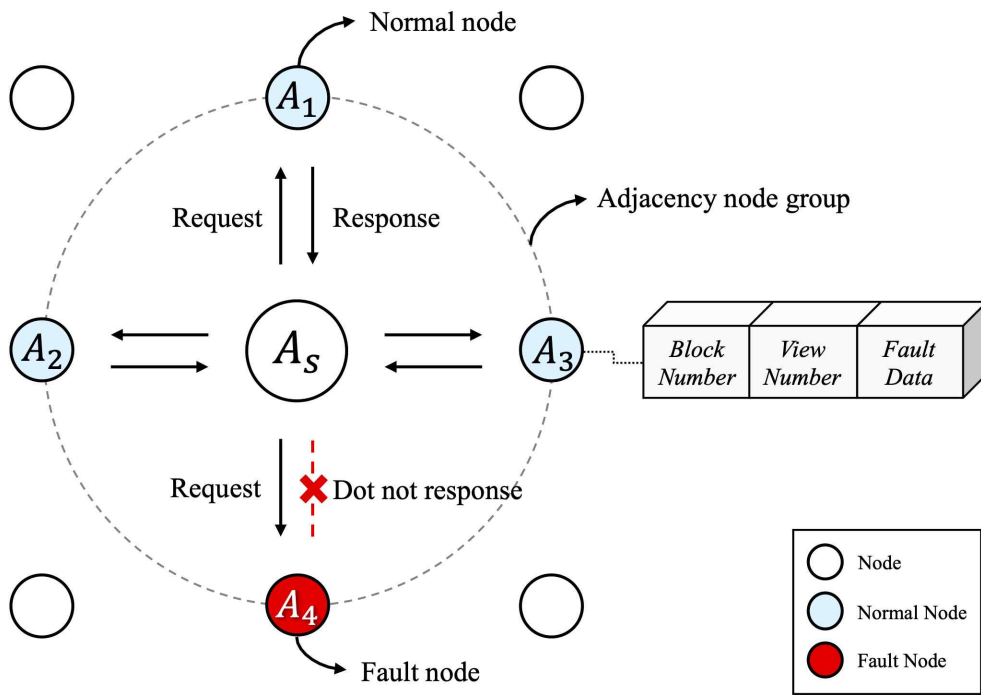 Normal node
A₁
Adjacency node group
Request
Response
A₂
Aₛ
A₃
Block
Number
View
Number
Fault
Data
Request
Dot not response
A₄
Fault node
Node
Normal Node
Fault Node